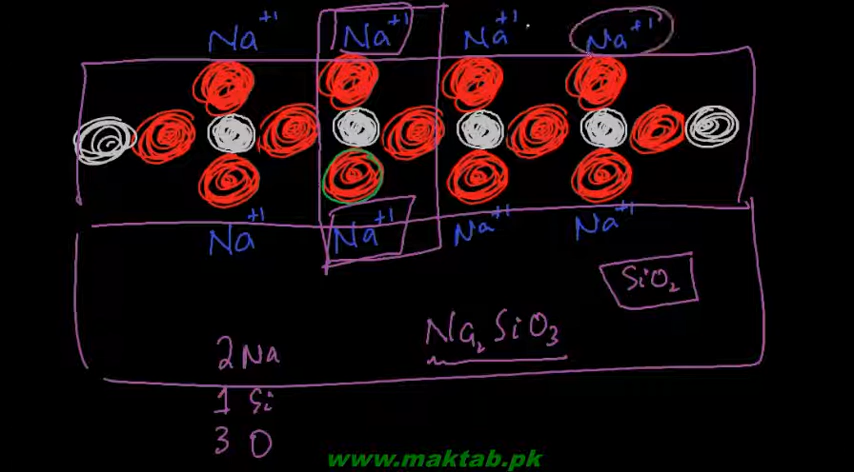 Na⁺¹ Na⁺¹ Na⁺¹ Na⁺¹
Na⁺¹ Na⁺¹ Na⁺¹ Na⁺¹
SiO₂
Na₂SiO₃
2Na
1 Si
3 O
www.maktab.pk